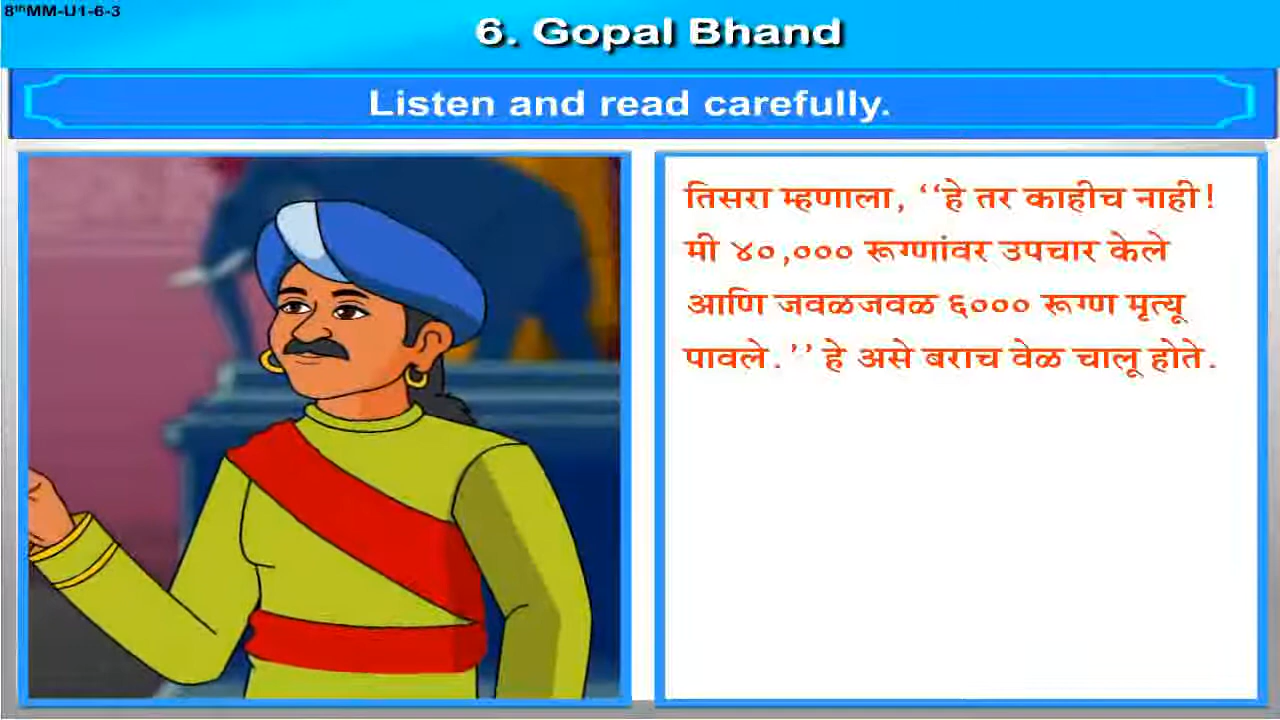 8thMM-U1-6-3
6. Gopal Bhand
Listen and read carefully.
तिसरा म्हणाला, ‘‘हे तर काहीच नाही!
मी ४०,००० रूग्णांवर उपचार केले
आणि जवळजवळ ६००० रूग्ण मृत्यू
पावले.’’ हे असे बराच वेळ चालू होते.